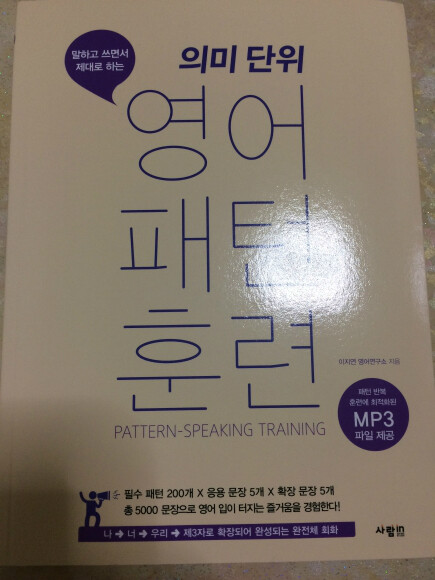 말하고 쓰면서
제대로 하는
의미 단위
영어
패턴
훈련
이지연 영어연구소 지음
PATTERN-SPEAKING TRAINING
패턴 반복
훈련에 최적화된
MP3
파일 제공
필수 패턴 200개 X 응용 문장 5개 X 확장 문장 5개
총 5000 문장으로 영어 입이 터지는 즐거움을 경험한다!
나 → 너 → 우리 → 제3자로 확장되어 완성되는 완전체 회화
사람in